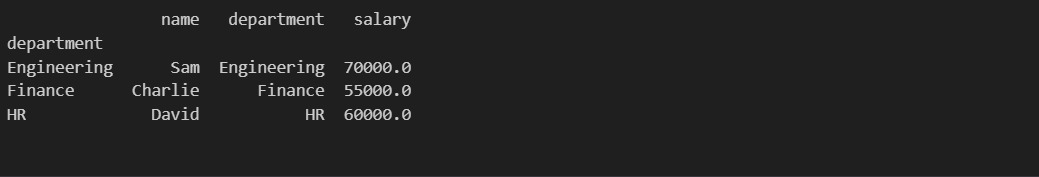 name department salary
department
Engineering Sam Engineering 70000.0
Finance Charlie Finance 55000.0
HR David HR 60000.0